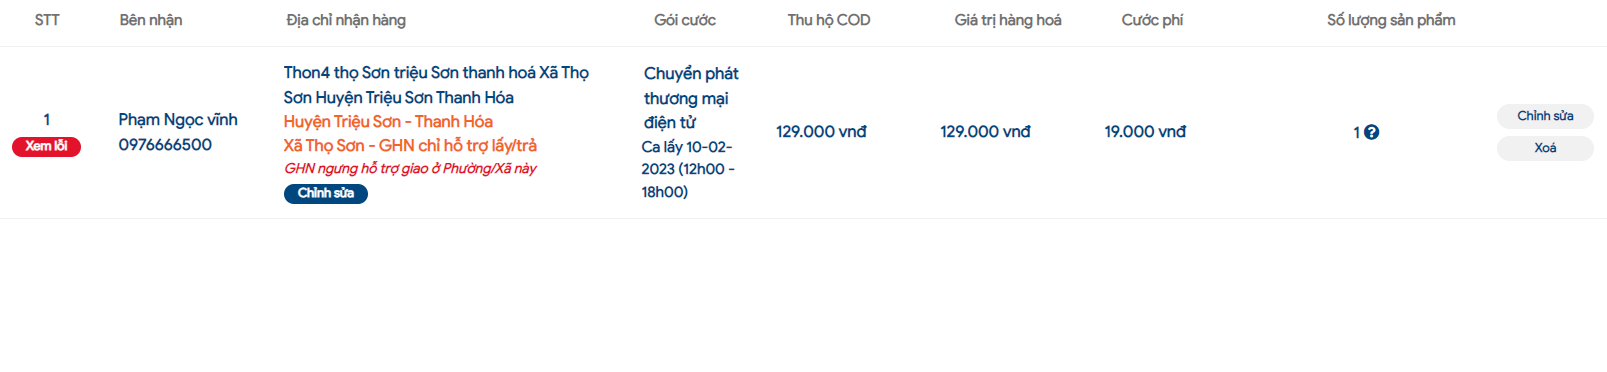 STT Bên nhận Địa chỉ nhận hàng Gói cước Thu hộ COD Giá trị hàng hoá Cước phí Số lượng sản phẩm
1
Xem lỗi
Phạm Ngọc vĩnh
0976666500
Thon4 thọ Sơn triệu Sơn thanh hoá Xã Thọ
Sơn Huyện Triệu Sơn Thanh Hóa
Huyện Triệu Sơn - Thanh Hóa
Xã Thọ Sơn - GHN chỉ hỗ trợ lấy/trả
GHN ngưng hỗ trợ giao ở Phường/Xã này
Chỉnh sửa
Chuyển phát
thương mại
điện tử
Ca lấy 10-02-
2023 (12h00 -
18h00)
129.000 vnđ
129.000 vnđ
19.000 vnđ
1 ?
Chỉnh sửa
Xoá